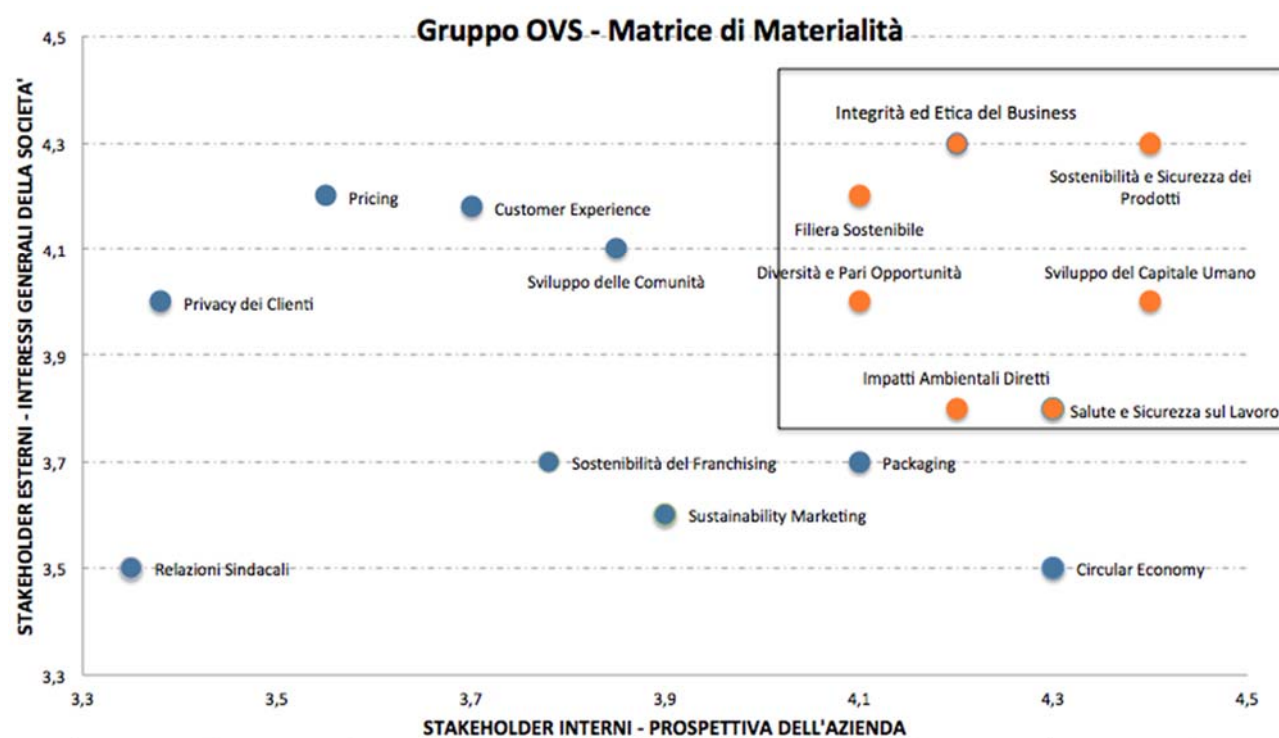 Gruppo OVS - Matrice di Materialità
STAKEHOLDER ESTERNI - INTERESSI GENERALI DELLA SOCIETA'
4,5
4,3
4,1
3,9
3,7
3,5
3,3
Integrità ed Etica del Business
Sostenibilità e Sicurezza dei
Prodotti
Pricing
Customer Experience
Filiera Sostenibile
Sviluppo delle Comunità
Diversità e Pari Opportunità
Sviluppo del Capitale Umano
Privacy dei Clienti
Impatti Ambientali Diretti
Salute e Sicurezza sul Lavoro
Sostenibilità del Franchising
Packaging
Sustainability Marketing
Relazioni Sindacali
Circular Economy
3,3
3,5
3,7
3,9
4,1
4,3
4,5
STAKEHOLDER INTERNI - PROSPETTIVA DELL'AZIENDA